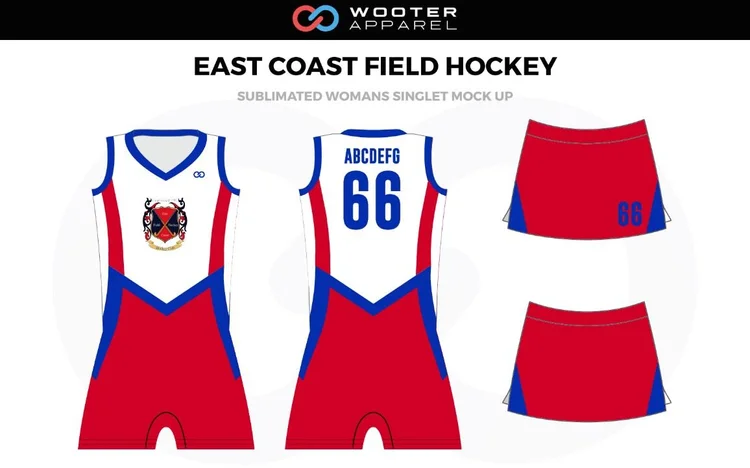 WOOTER
APPAREL
EAST COAST FIELD HOCKEY
SUBLIMATED WOMANS SINGLET MOCK UP
ABCDEFG
66
66